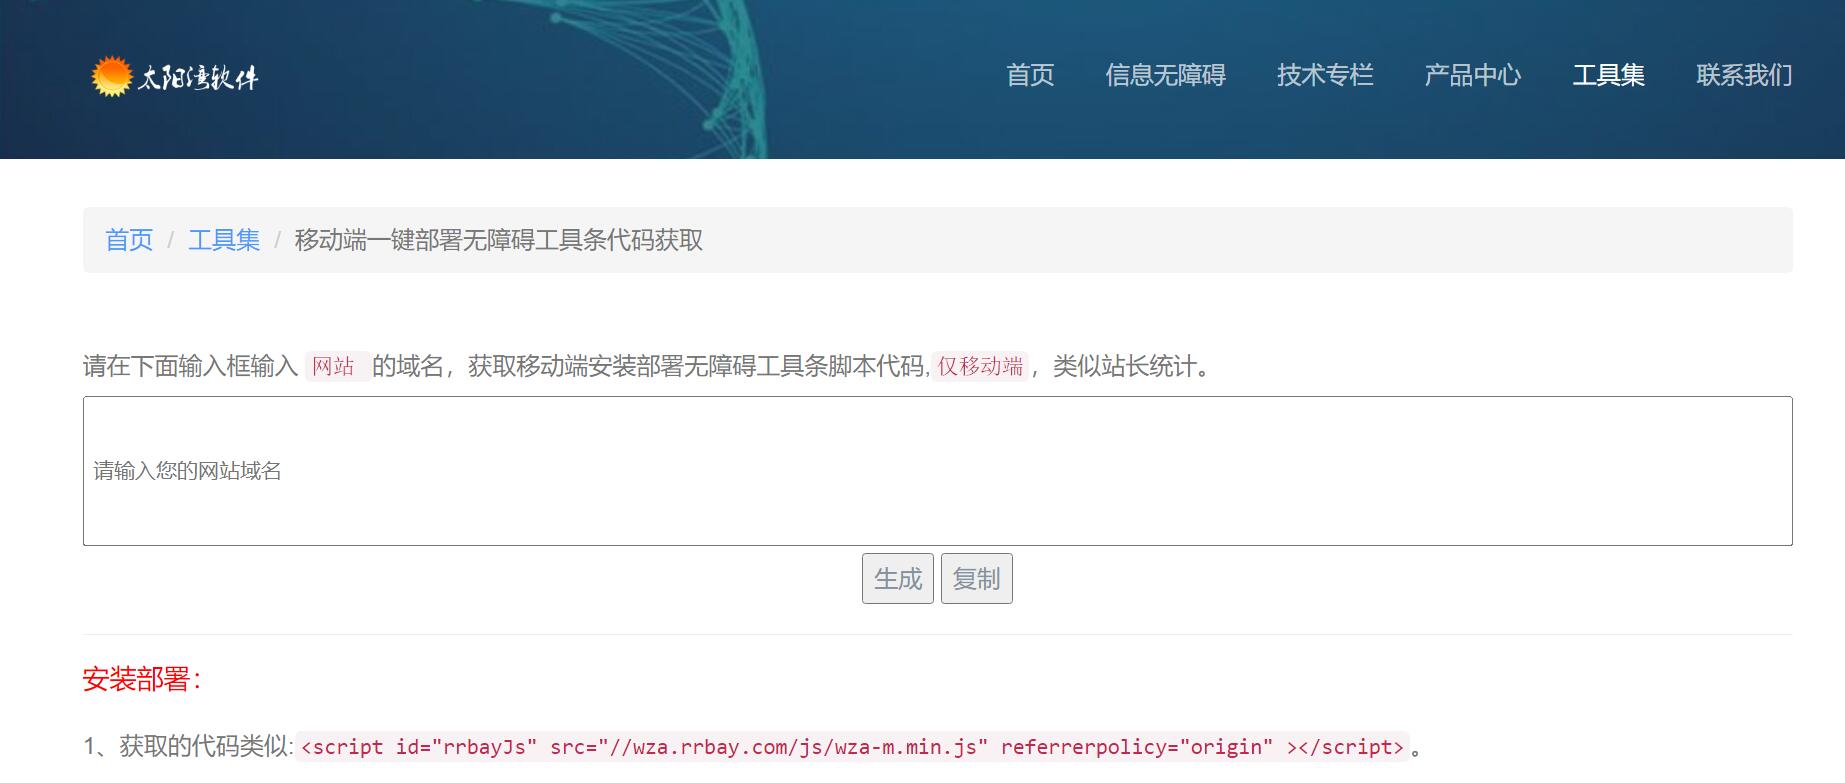 太阳湾软件
首页 信息无障碍 技术专栏 产品中心 工具集 联系我们
首页 / 工具集 / 移动端一键部署无障碍工具条代码获取
请在下面输入框输入 网站 的域名，获取移动端安装部署无障碍工具条脚本代码,仅移动端，类似站长统计。
请输入您的网站域名
生成 复制
安装部署：
1、获取的代码类似:<script id="rrbayJs" src="//wza.rrbay.com/js/wza-m.min.js" referrerpolicy="origin" ></script>。